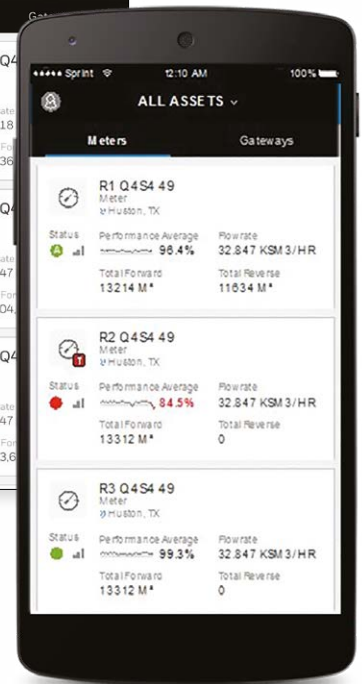 Sprint 12:10 AM 100%
ALL ASSETS
Meters Gateways
R1 Q4S4 49
Meter
Huston, TX
Status Performance Average Flowrate
A 96.4% 32.847 KSM3/HR
Total Forward Total Reverse
13214 M³ 11634 M³
R2 Q4S4 49
Meter
T Huston, TX
Status Performance Average Flowrate
84.5% 32.847 KSM3/HR
Total Forward Total Reverse
13312 M³ 0
R3 Q4S4 49
Meter
Huston, TX
Status Performance Average Flowrate
99.3% 32.847 KSM3/HR
Total Forward Total Reverse
13312 M³ 0